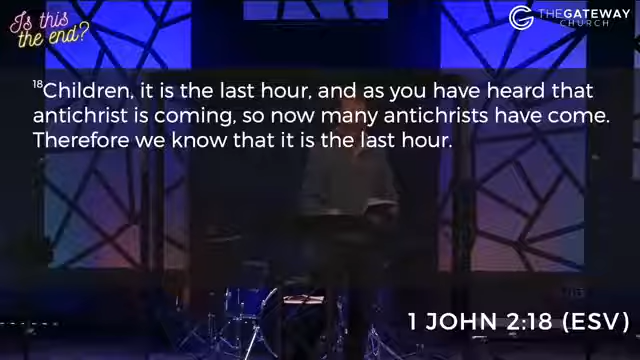 Is this
the end?
THEGATEWAY
CHURCH
¹⁸Children, it is the last hour, and as you have heard that
antichrist is coming, so now many antichrists have come.
Therefore we know that it is the last hour.
1 JOHN 2:18 (ESV)